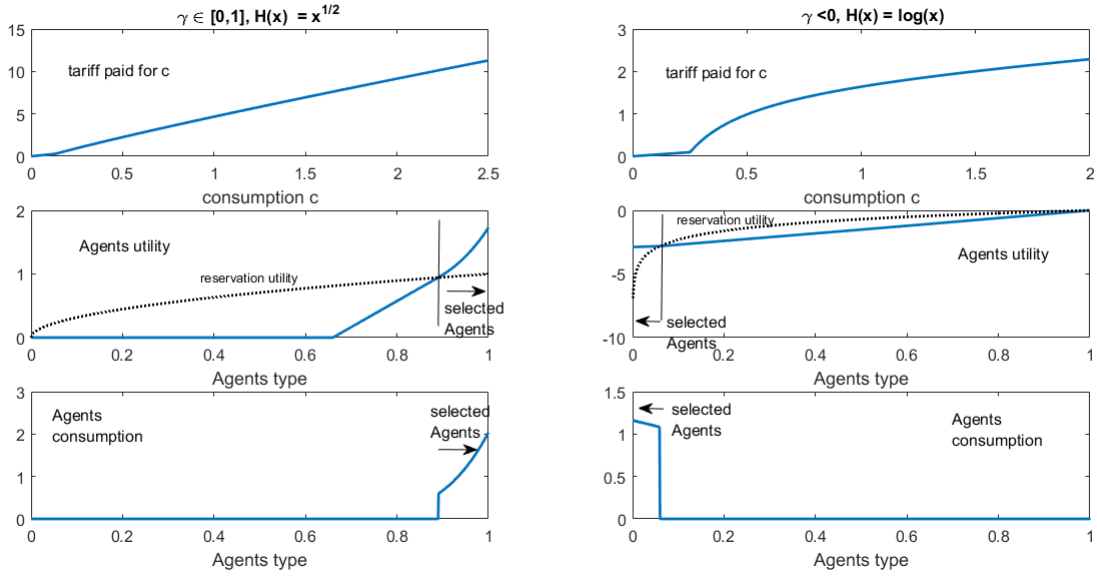 γ ∈ [0,1], H(x) = x^{1/2}
15
10
5
0
tariff paid for c
0 0.5 1 1.5 2 2.5
consumption c
2
1
0
Agents utility
reservation utility
selected
Agents
0 0.2 0.4 0.6 0.8 1
Agents type
3
2
1
0
Agents
consumption
selected
Agents
0 0.2 0.4 0.6 0.8 1
Agents type
γ <0, H(x) = log(x)
3
2
1
0
tariff paid for c
0 0.5 1 1.5 2
consumption c
0
-5
-10
reservation utility
Agents utility
selected
Agents
0 0.2 0.4 0.6 0.8 1
Agents type
1.5
1
0.5
0
selected
Agents
Agents
consumption
0 0.2 0.4 0.6 0.8 1
Agents type